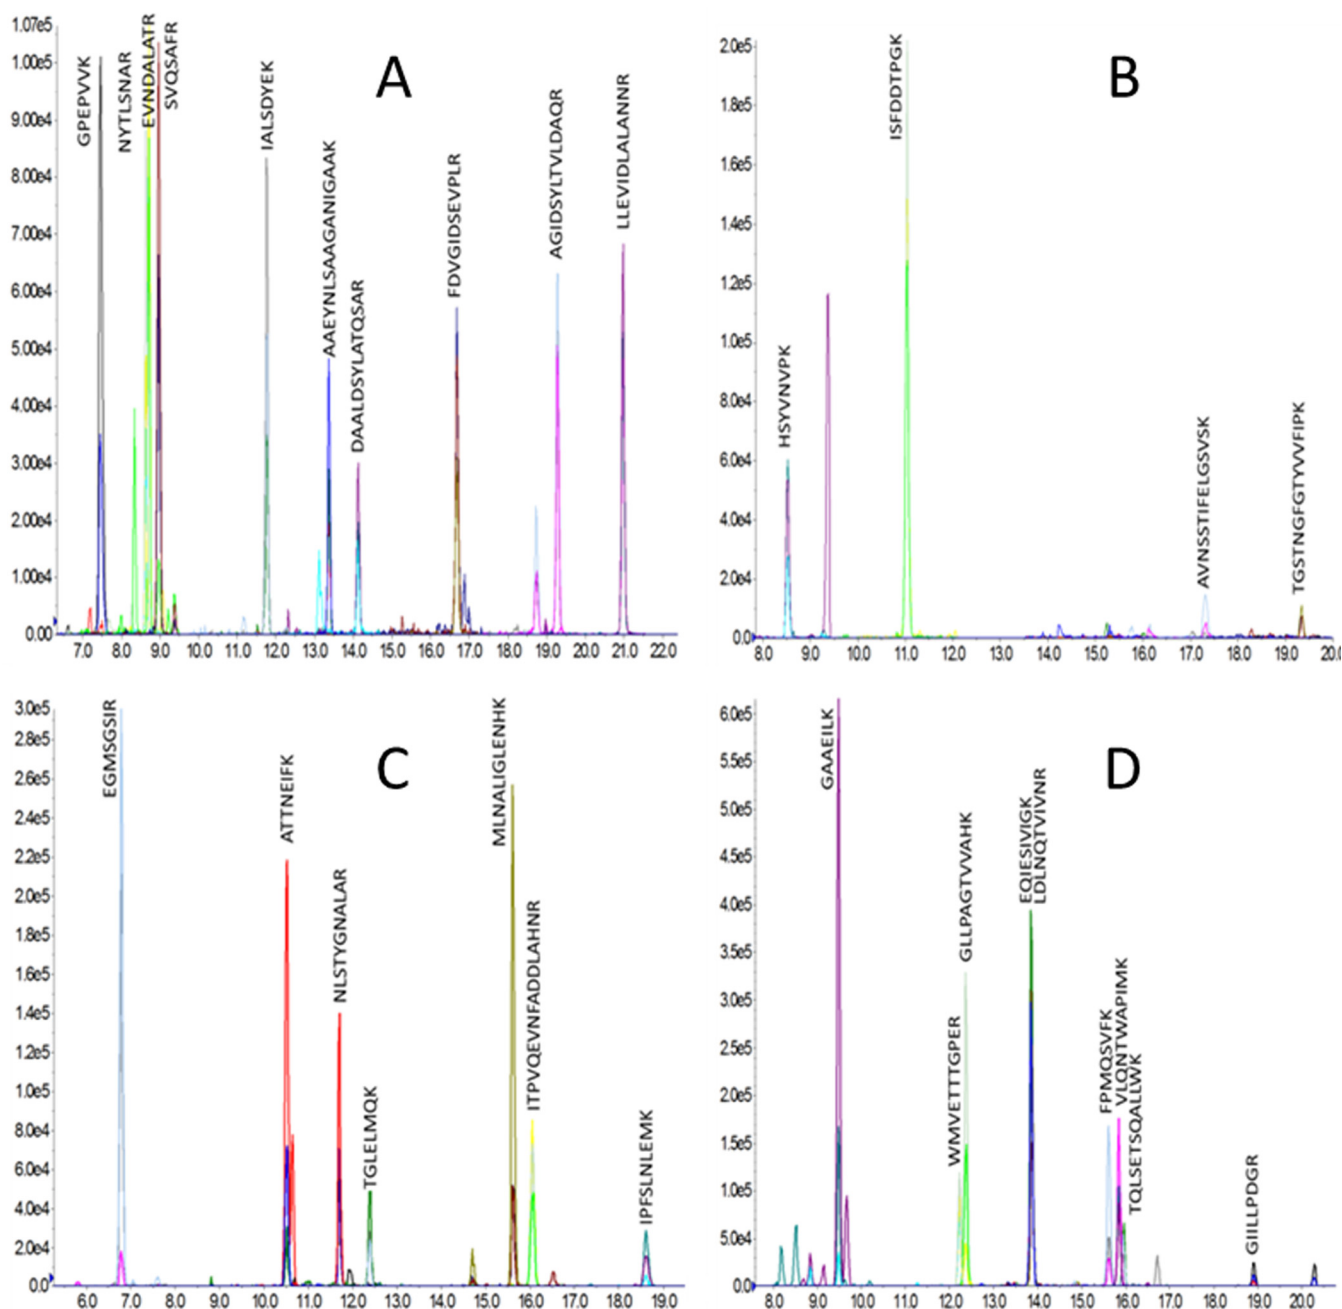 A
1.07e5
1.00e5
9.00e4
8.00e4
7.00e4
6.00e4
5.00e4
4.00e4
3.00e4
2.00e4
1.00e4
0.00
GPEPVVK
NYTLSNAR
EVNDALATR
SVQSAFR
IALSDYEK
AAEYNLSAAGANIGAAK
DAALDSYLATQSAR
FDVGIDSEVPLR
AGIDSYLTVLDAQR
LLEVIDLALANNR
7.0 8.0 9.0 10.0 11.0 12.0 13.0 14.0 15.0 16.0 17.0 18.0 19.0 20.0 21.0 22.0
B
2.0e5
1.8e5
1.6e5
1.4e5
1.2e5
1.0e5
8.0e4
6.0e4
4.0e4
2.0e4
0.0
HSYVNVPK
ISFDDTPGK
AVNSSTIFELGSVSK
TGSTNGFGTYVVFIPK
8.0 9.0 10.0 11.0 12.0 13.0 14.0 15.0 16.0 17.0 18.0 19.0 20.
C
3.0e5
2.8e5
2.6e5
2.4e5
2.2e5
2.0e5
1.8e5
1.6e5
1.4e5
1.2e5
1.0e5
8.0e4
6.0e4
4.0e4
2.0e4
0.0
EGMSGSIR
ATTNEIFK
NLSTYGNALAR
TGLELMQK
MLNALIGLENHK
ITPVQEVNFADDLAHNR
IPFSLNLEMK
6.0 7.0 8.0 9.0 10.0 11.0 12.0 13.0 14.0 15.0 16.0 17.0 18.0 19.0
D
6.0e5
5.5e5
5.0e5
4.5e5
4.0e5
3.5e5
3.0e5
2.5e5
2.0e5
1.5e5
1.0e5
5.0e4
0.0
GAAEILK
WMVETTTGPER
GLLPAGTVVAHK
EQIESIVIGK
LDLNQTVIVNR
FPMQSVFK
VLQNTWAPIMK
TQLSETSQALLWK
GIILLPDGR
8.0 9.0 10.0 11.0 12.0 13.0 14.0 15.0 16.0 17.0 18.0 19.0 20.0